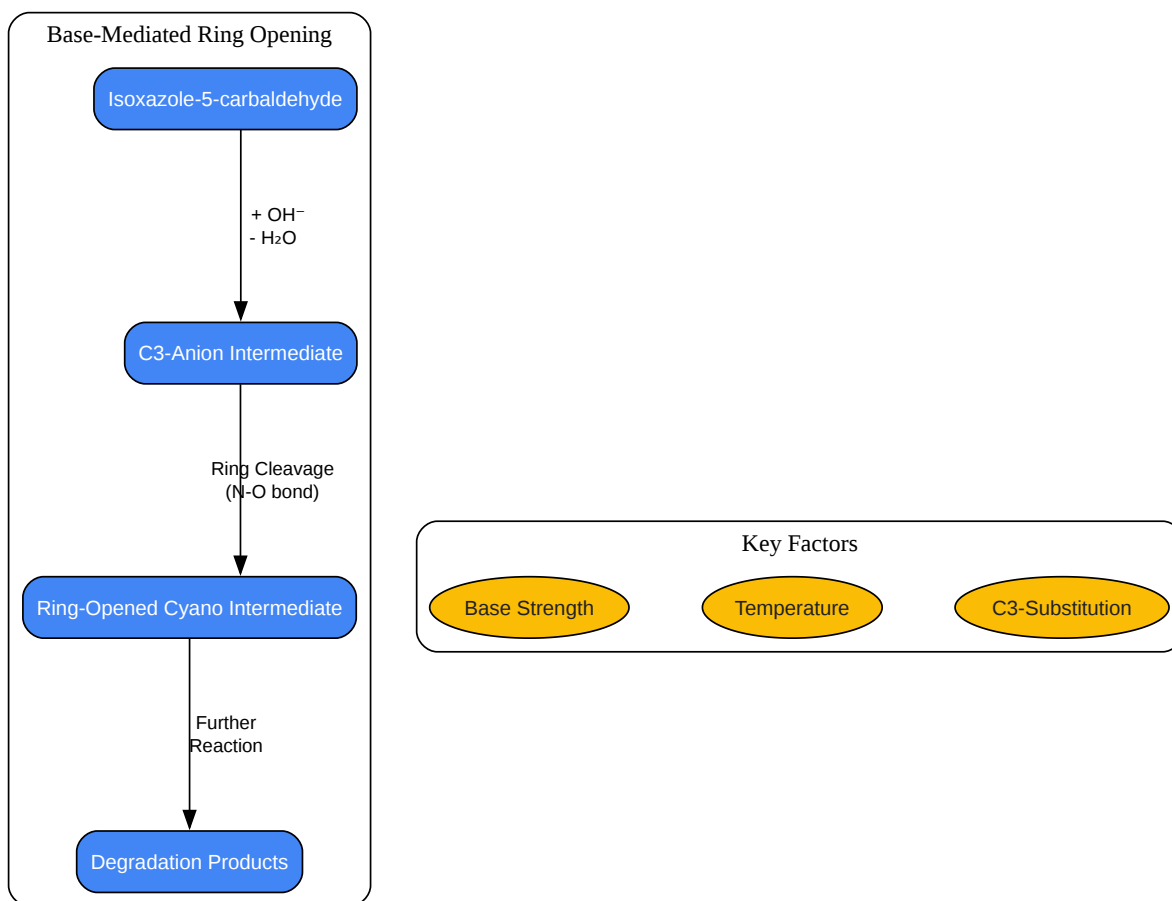 Base-Mediated Ring Opening
Isoxazole-5-carbaldehyde
+ OH⁻
- H₂O
C3-Anion Intermediate
Ring Cleavage
(N-O bond)
Ring-Opened Cyano Intermediate
Further
Reaction
Degradation Products
Key Factors
Base Strength
Temperature
C3-Substitution